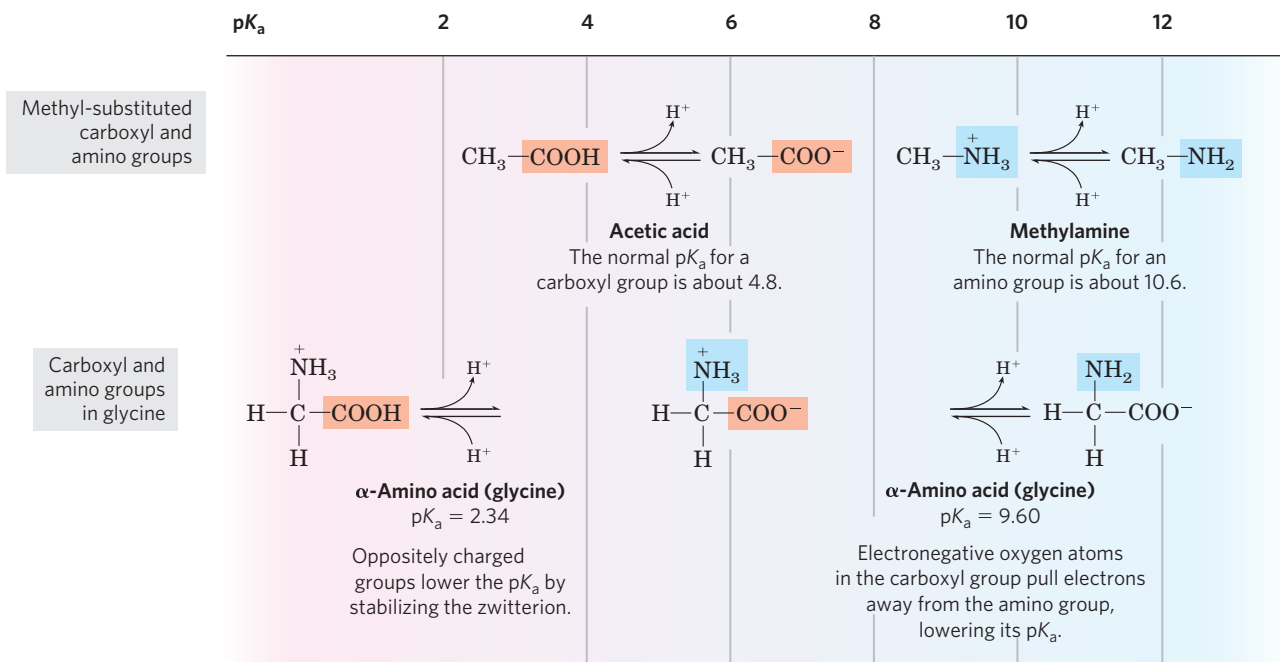 pKa 2 4 6 8 10 12
Methyl-substituted
carboxyl and
amino groups
H+ H+
CH3—COOH CH3—COO− CH3—N+H3 CH3—NH2
H+ H+
Acetic acid
The normal pKa for a
carboxyl group is about 4.8.
Methylamine
The normal pKa for an
amino group is about 10.6.
Carboxyl and
amino groups
in glycine
+NH3 H+ +NH3 H+ NH2
H—C—COOH H—C—COO− H—C—COO−
H H+ H H+ H
α-Amino acid (glycine)
pKa = 2.34
Oppositely charged
groups lower the pKa by
stabilizing the zwitterion.
α-Amino acid (glycine)
pKa = 9.60
Electronegative oxygen atoms
in the carboxyl group pull electrons
away from the amino group,
lowering its pKa.